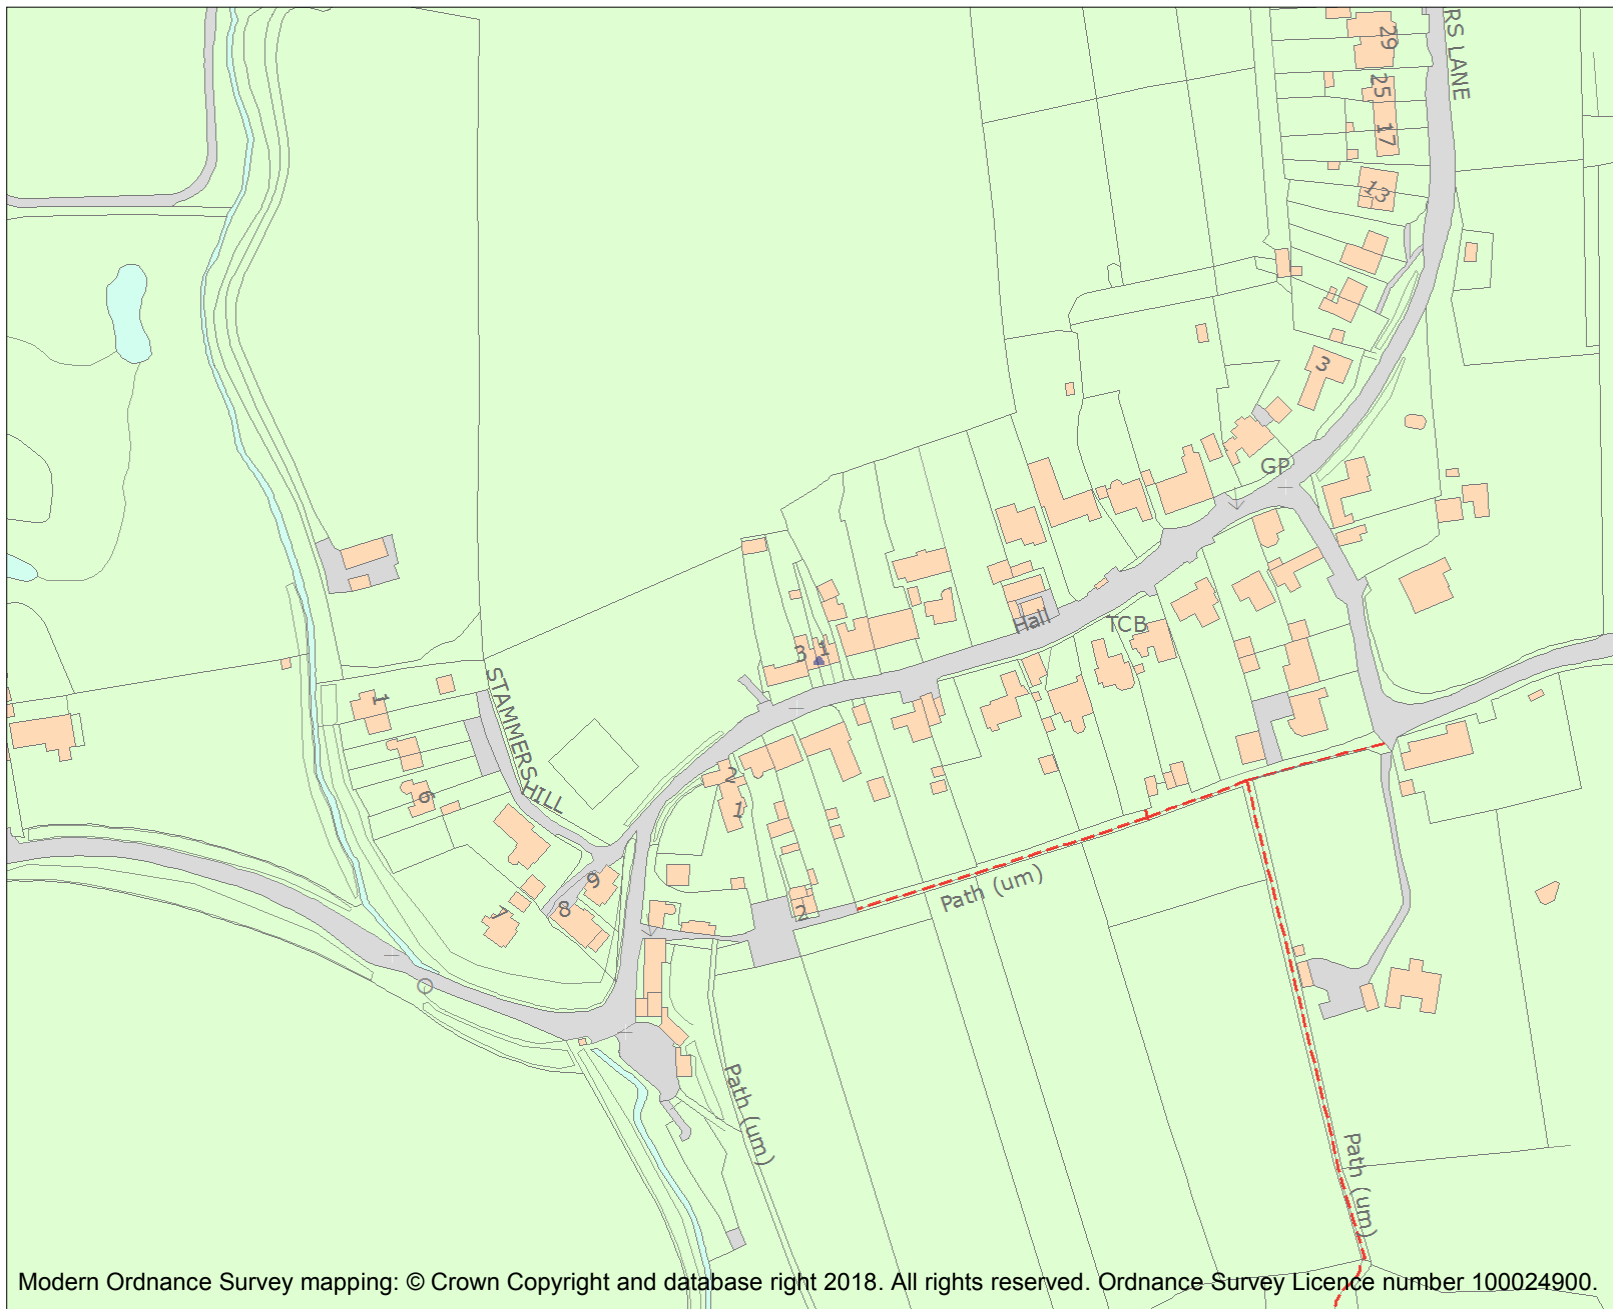 29
RS LANE
25
17
13
3
GP
Hall
TCB
3
1
STAMMERS
HILL
1
6
2
1
9
8
7
2
Path (um)
Path (um)
Path (um)
Modern Ordnance Survey mapping: © Crown Copyright and database right 2018. All rights reserved. Ordnance Survey Licence number 100024900.